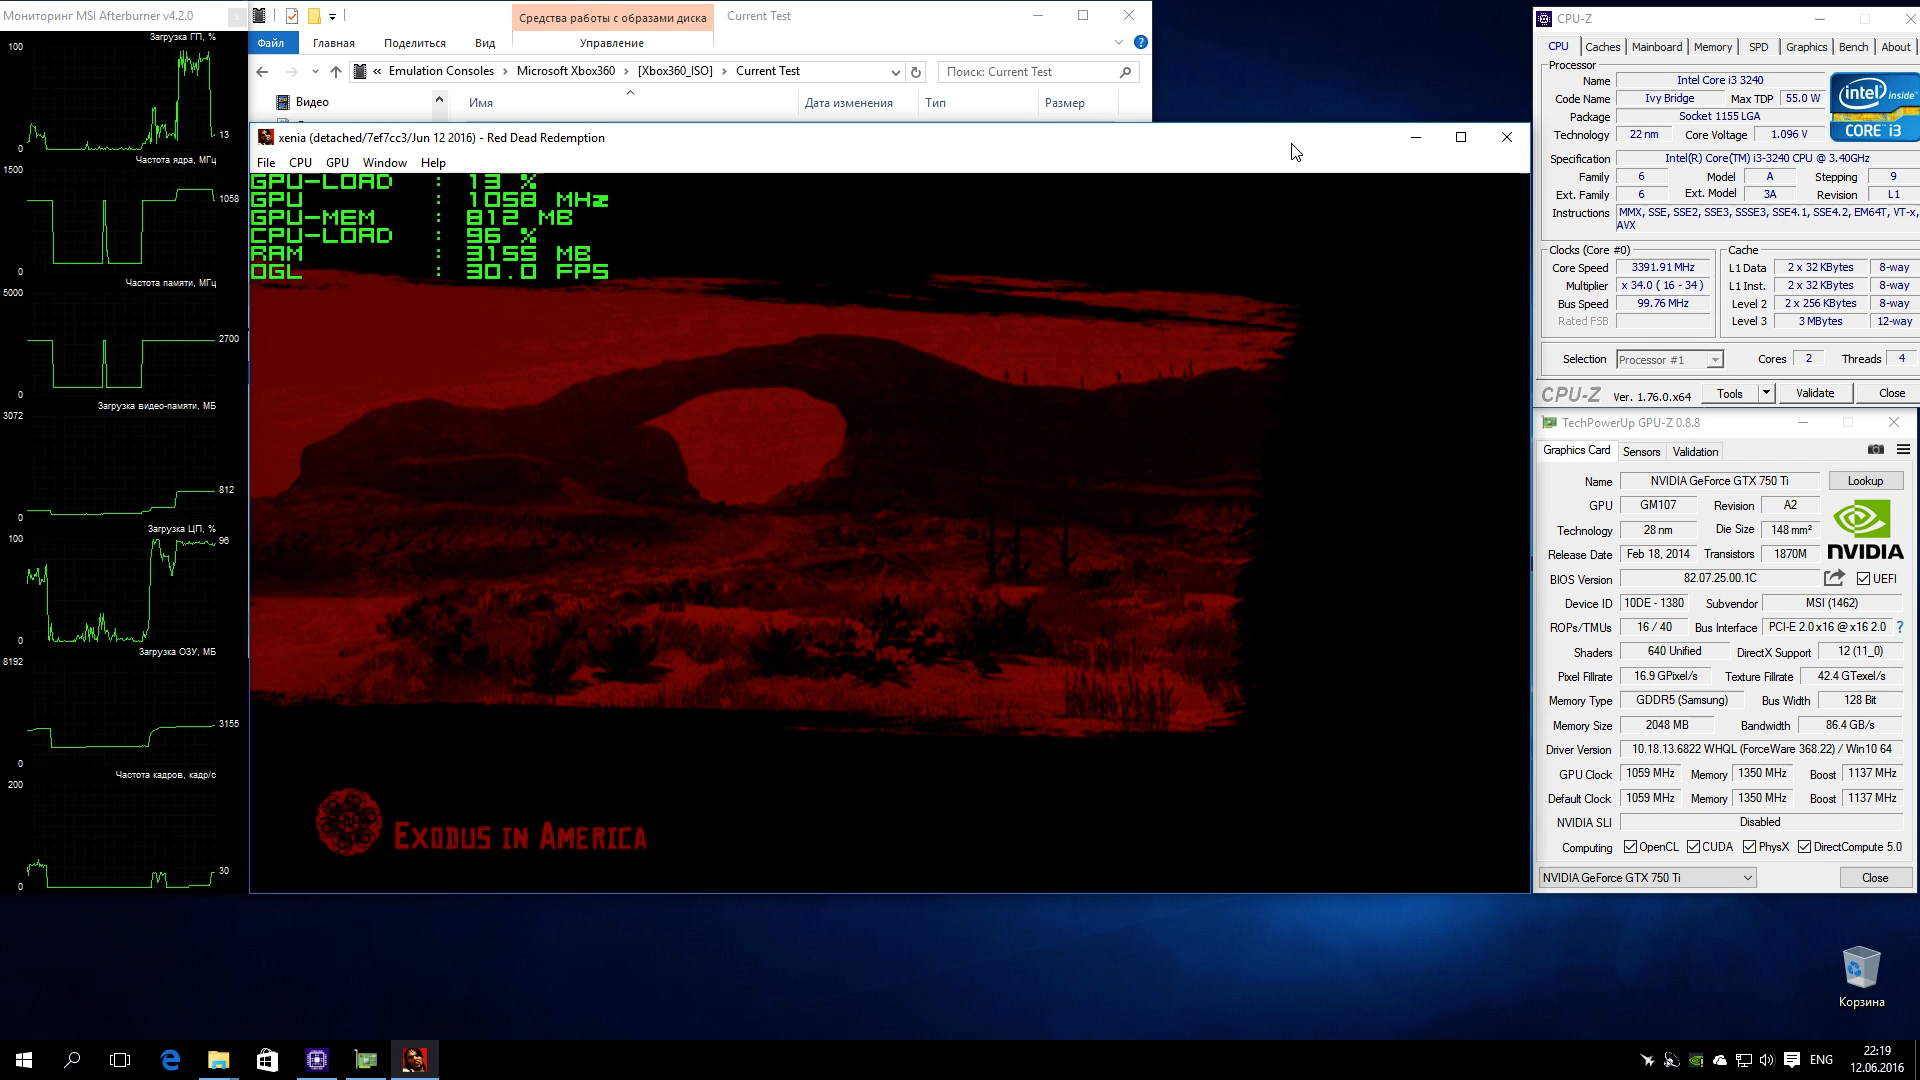 Мониторинг MSI Afterburner v4.2.0
Загрузка ГП, %
100
13
0
Частота ядра, МГц
1500
1058
0
Частота памяти, МГц
5000
2700
0
Загрузка видео-памяти, МБ
3072
812
0
Загрузка ЦП, %
100
96
0
Загрузка ОЗУ, МБ
8192
3155
0
Частота кадров, кадр/с
200
30
0
Средства работы с образами диска
Current Test
Файл Главная Поделиться Вид Управление
« Emulation Consoles › Microsoft Xbox360 › [Xbox360_ISO] › Current Test
Поиск: Current Test
Видео
Имя Дата изменения Тип Размер
xenia (detached/7ef7cc3/Jun 12 2016) - Red Dead Redemption
File CPU GPU Window Help
GPU-LOAD : 13 %
GPU : 1058 MHz
GPU-MEM : 812 MB
CPU-LOAD : 96 %
RAM : 3155 MB
OGL : 30.0 FPS
Exodus in America
CPU-Z
CPU Caches Mainboard Memory SPD Graphics Bench About
Processor
Name Intel Core i3 3240
Code Name Ivy Bridge Max TDP 55.0 W
Package Socket 1155 LGA
Technology 22 nm Core Voltage 1.096 V
intel inside™
CORE i3
Specification Intel(R) Core(TM) i3-3240 CPU @ 3.40GHz
Family 6 Model A Stepping 9
Ext. Family 6 Ext. Model 3A Revision L1
Instructions MMX, SSE, SSE2, SSE3, SSSE3, SSE4.1, SSE4.2, EM64T, VT-x,
AVX
Clocks (Core #0)
Core Speed 3391.91 MHz
Multiplier x 34.0 ( 16 - 34 )
Bus Speed 99.76 MHz
Rated FSB
Cache
L1 Data 2 x 32 KBytes 8-way
L1 Inst. 2 x 32 KBytes 8-way
Level 2 2 x 256 KBytes 8-way
Level 3 3 MBytes 12-way
Selection Processor #1 Cores 2 Threads 4
CPU-Z Ver. 1.76.0.x64 Tools Validate Close
TechPowerUp GPU-Z 0.8.8
Graphics Card Sensors Validation
Name NVIDIA GeForce GTX 750 Ti Lookup
GPU GM107 Revision A2
Technology 28 nm Die Size 148 mm²
Release Date Feb 18, 2014 Transistors 1870M
NVIDIA
BIOS Version 82.07.25.00.1C UEFI
Device ID 10DE - 1380 Subvendor MSI (1462)
ROPs/TMUs 16 / 40 Bus Interface PCI-E 2.0 x16 @ x16 2.0 ?
Shaders 640 Unified DirectX Support 12 (11_0)
Pixel Fillrate 16.9 GPixel/s Texture Fillrate 42.4 GTexel/s
Memory Type GDDR5 (Samsung) Bus Width 128 Bit
Memory Size 2048 MB Bandwidth 86.4 GB/s
Driver Version 10.18.13.6822 WHQL (ForceWare 368.22) / Win10 64
GPU Clock 1059 MHz Memory 1350 MHz Boost 1137 MHz
Default Clock 1059 MHz Memory 1350 MHz Boost 1137 MHz
NVIDIA SLI Disabled
Computing OpenCL CUDA PhysX DirectCompute 5.0
NVIDIA GeForce GTX 750 Ti Close
Корзина
ENG
22:19
12.06.2016